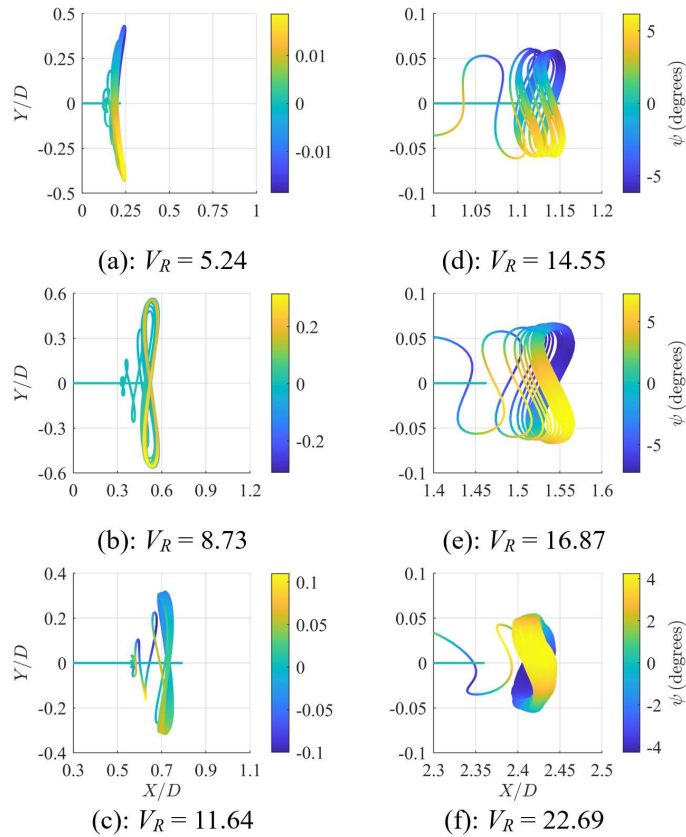 0.5
0.25
0
-0.25
-0.5
Y/D
0 0.25 0.5 0.75 1
0.01
0
-0.01
(a): V_R = 5.24
0.1
0.05
0
-0.05
-0.1
1 1.05 1.1 1.15 1.2
5
0
-5
ψ (degrees)
(d): V_R = 14.55
0.6
0.3
0
-0.3
-0.6
Y/D
0 0.3 0.6 0.9 1.2
0.2
0
-0.2
(b): V_R = 8.73
0.1
0.05
0
-0.05
-0.1
1.4 1.45 1.5 1.55 1.6
5
0
-5
ψ (degrees)
(e): V_R = 16.87
0.4
0.2
0
-0.2
-0.4
Y/D
0.3 0.5 0.7 0.9 1.1
X/D
0.1
0.05
0
-0.05
-0.1
(c): V_R = 11.64
0.1
0.05
0
-0.05
-0.1
2.3 2.35 2.4 2.45 2.5
X/D
4
2
0
-2
-4
ψ (degrees)
(f): V_R = 22.69